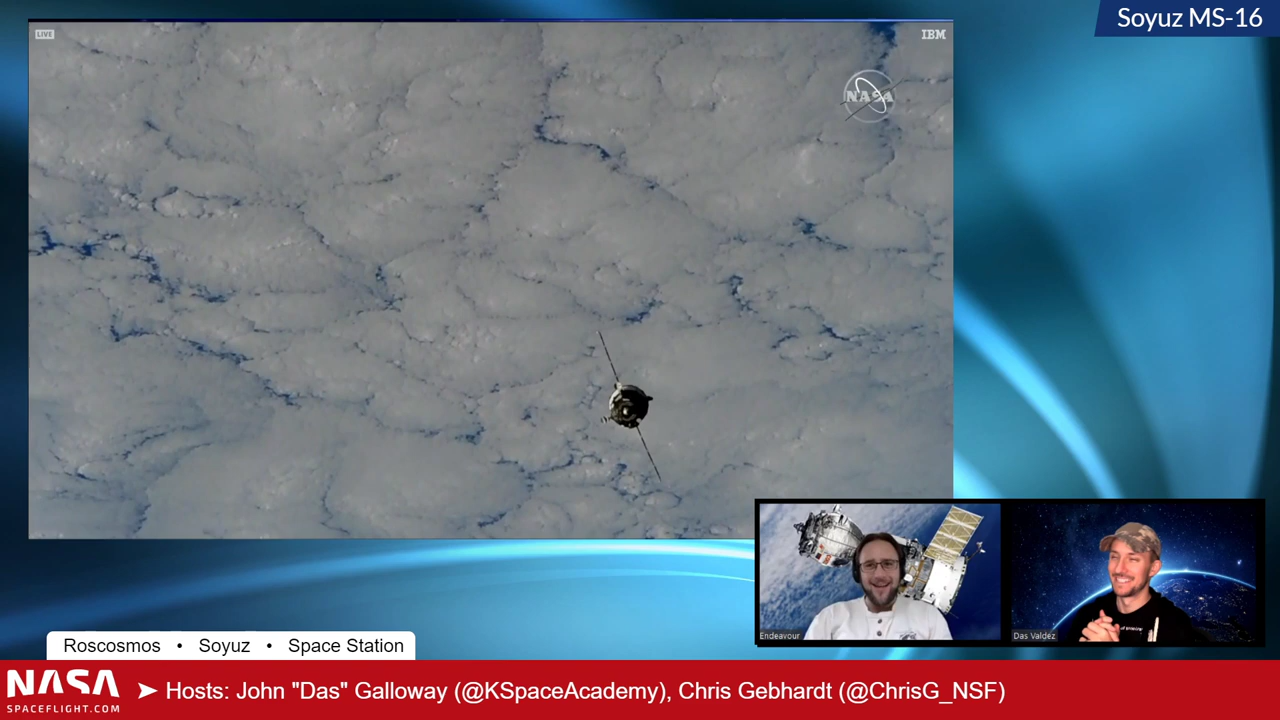 Soyuz MS-16
LIVE
IBM
NASA
Endeavour
Das Valdez
Roscosmos • Soyuz • Space Station
NASA
SPACEFLIGHT.COM
➤ Hosts: John "Das" Galloway (@KSpaceAcademy), Chris Gebhardt (@ChrisG_NSF)